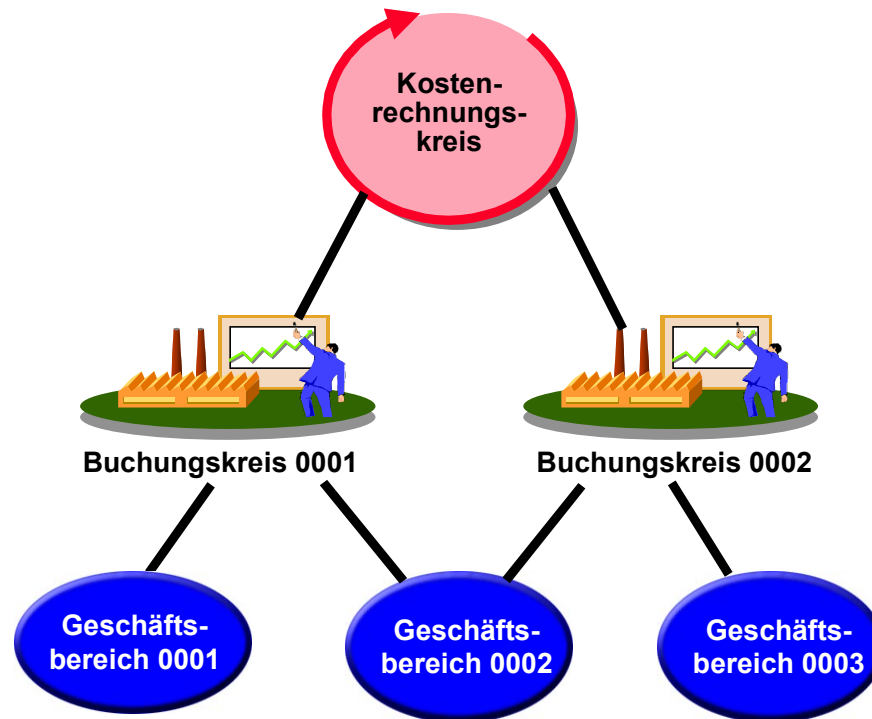 Kosten-
rechnungs-
kreis
Buchungskreis 0001
Buchungskreis 0002
Geschäfts-
bereich 0001
Geschäfts-
bereich 0002
Geschäfts-
bereich 0003